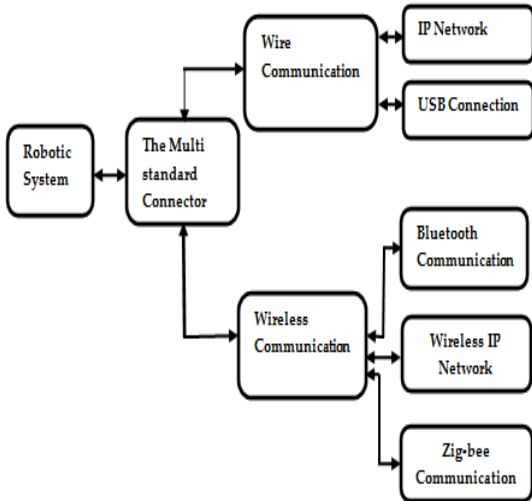 Wire
Communication
IP Network
USB Connection
Robotic
System
The Multi
standard
Connector
Bluetooth
Communication
Wireless
Communication
Wireless IP
Network
Zig-bee
Communication